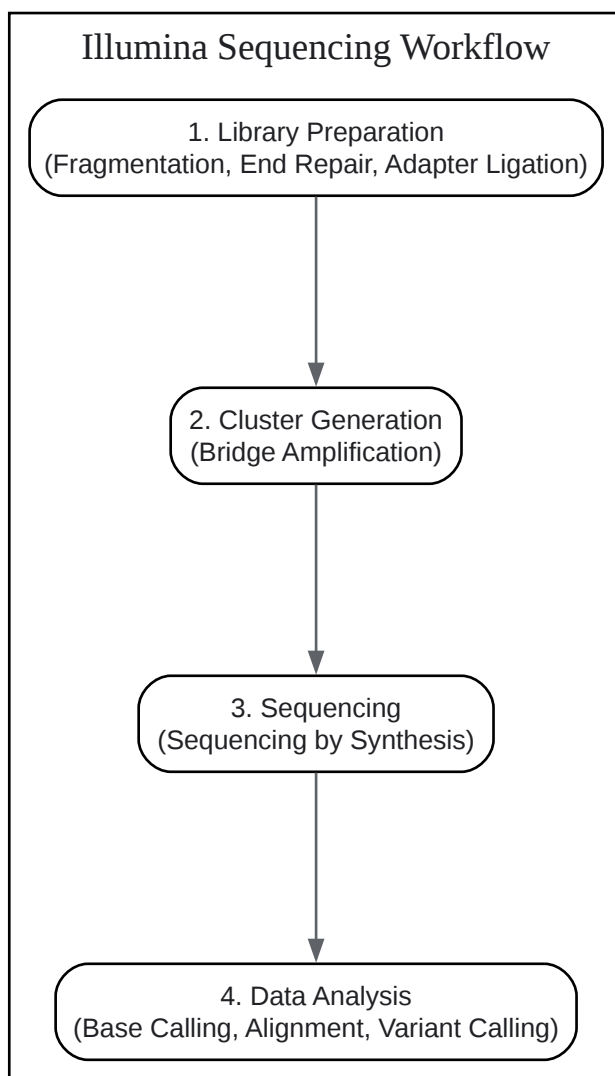 Illumina Sequencing Workflow
1. Library Preparation
(Fragmentation, End Repair, Adapter Ligation)
2. Cluster Generation
(Bridge Amplification)
3. Sequencing
(Sequencing by Synthesis)
4. Data Analysis
(Base Calling, Alignment, Variant Calling)